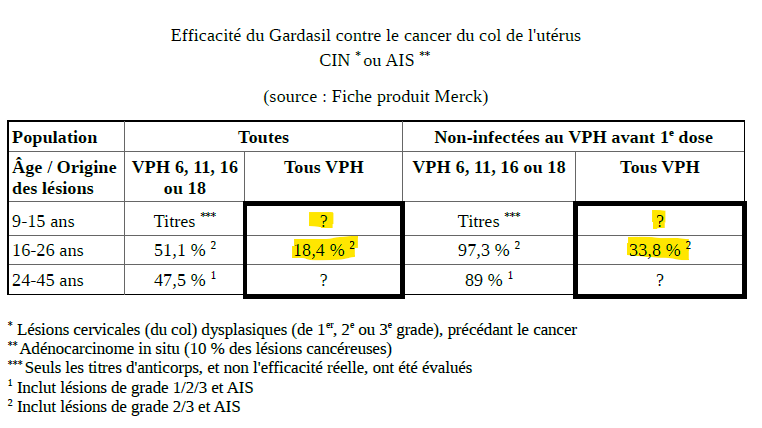 Efficacité du Gardasil contre le cancer du col de l'utérus
CIN * ou AIS **
(source : Fiche produit Merck)
Population Toutes Non-infectées au VPH avant 1e dose
Âge / Origine des lésions VPH 6, 11, 16 ou 18 Tous VPH VPH 6, 11, 16 ou 18 Tous VPH
9-15 ans Titres *** ? Titres *** ?
16-26 ans 51,1 % 2 18,4 % 2 97,3 % 2 33,8 % 2
24-45 ans 47,5 % 1 ? 89 % 1 ?
* Lésions cervicales (du col) dysplasiques (de 1er, 2e ou 3e grade), précédant le cancer
** Adénocarcinome in situ (10 % des lésions cancéreuses)
*** Seuls les titres d'anticorps, et non l'efficacité réelle, ont été évalués
1 Inclut lésions de grade 1/2/3 et AIS
2 Inclut lésions de grade 2/3 et AIS